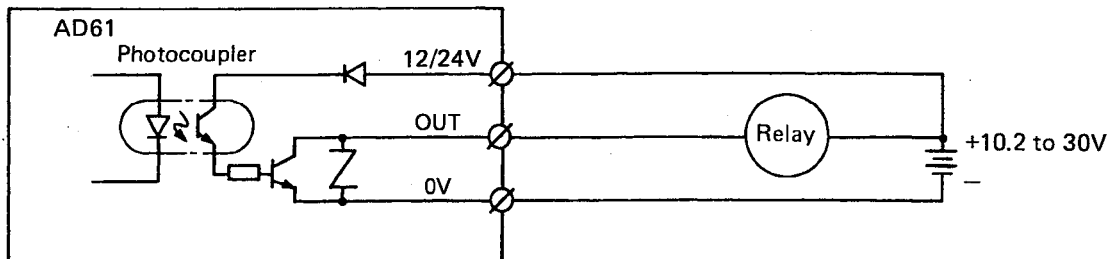 AD61
Photocoupler
12/24V
OUT
Relay
+10.2 to 30V
–
0V